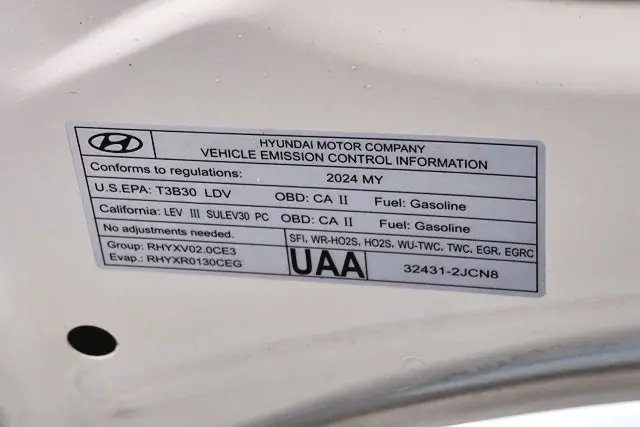 HYUNDAI MOTOR COMPANY
VEHICLE EMISSION CONTROL INFORMATION
Conforms to regulations: 2024 MY
U.S.EPA: T3B30 LDV OBD: CA II Fuel: Gasoline
California: LEV III SULEV30 PC OBD: CA II Fuel: Gasoline
No adjustments needed. SFI, WR-HO2S, HO2S, WU-TWC, TWC, EGR, EGRC
Group: RHYXV02.0CE3
Evap.: RHYXR0130CEG UAA 32431-2JCN8